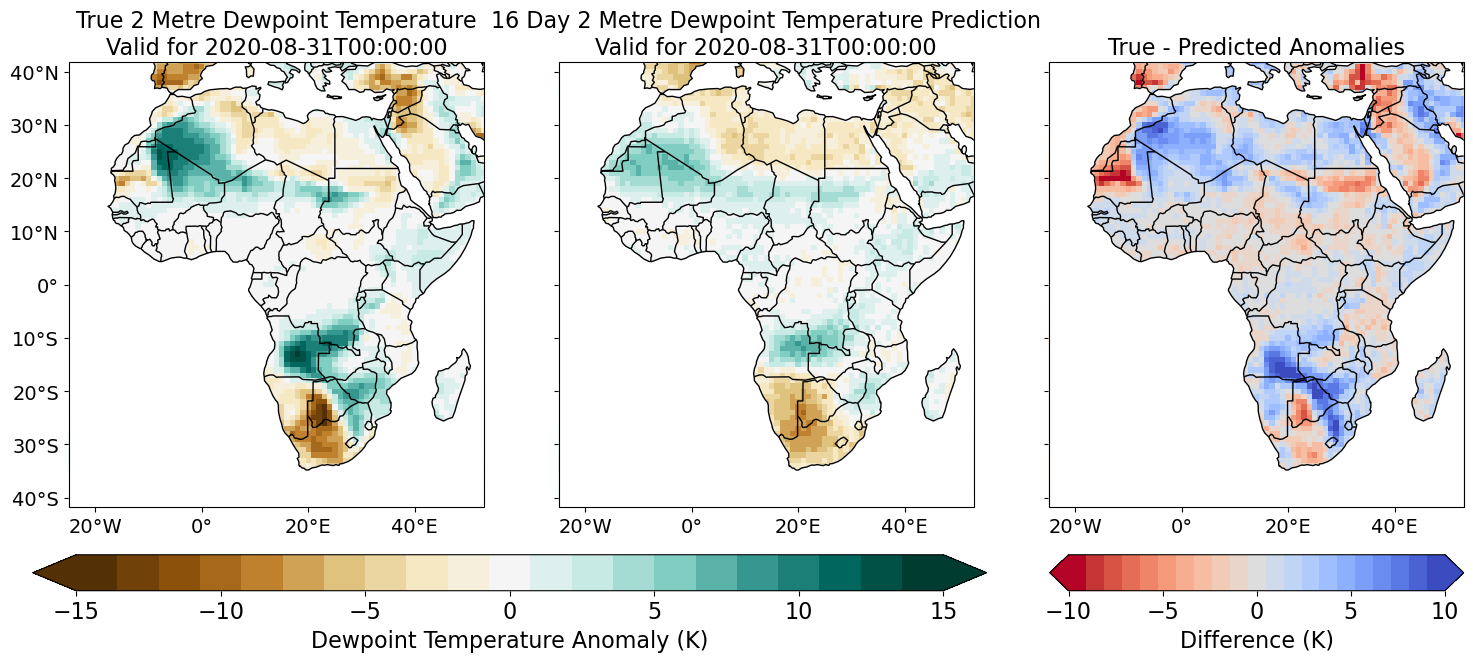 True 2 Metre Dewpoint Temperature
Valid for 2020-08-31T00:00:00
16 Day 2 Metre Dewpoint Temperature Prediction
Valid for 2020-08-31T00:00:00
True - Predicted Anomalies
40°N
30°N
20°N
10°N
0°
10°S
20°S
30°S
40°S
20°W 0° 20°E 40°E
20°W 0° 20°E 40°E
20°W 0° 20°E 40°E
−15 −10 −5 0 5 10 15
Dewpoint Temperature Anomaly (K)
−10 −5 0 5 10
Difference (K)